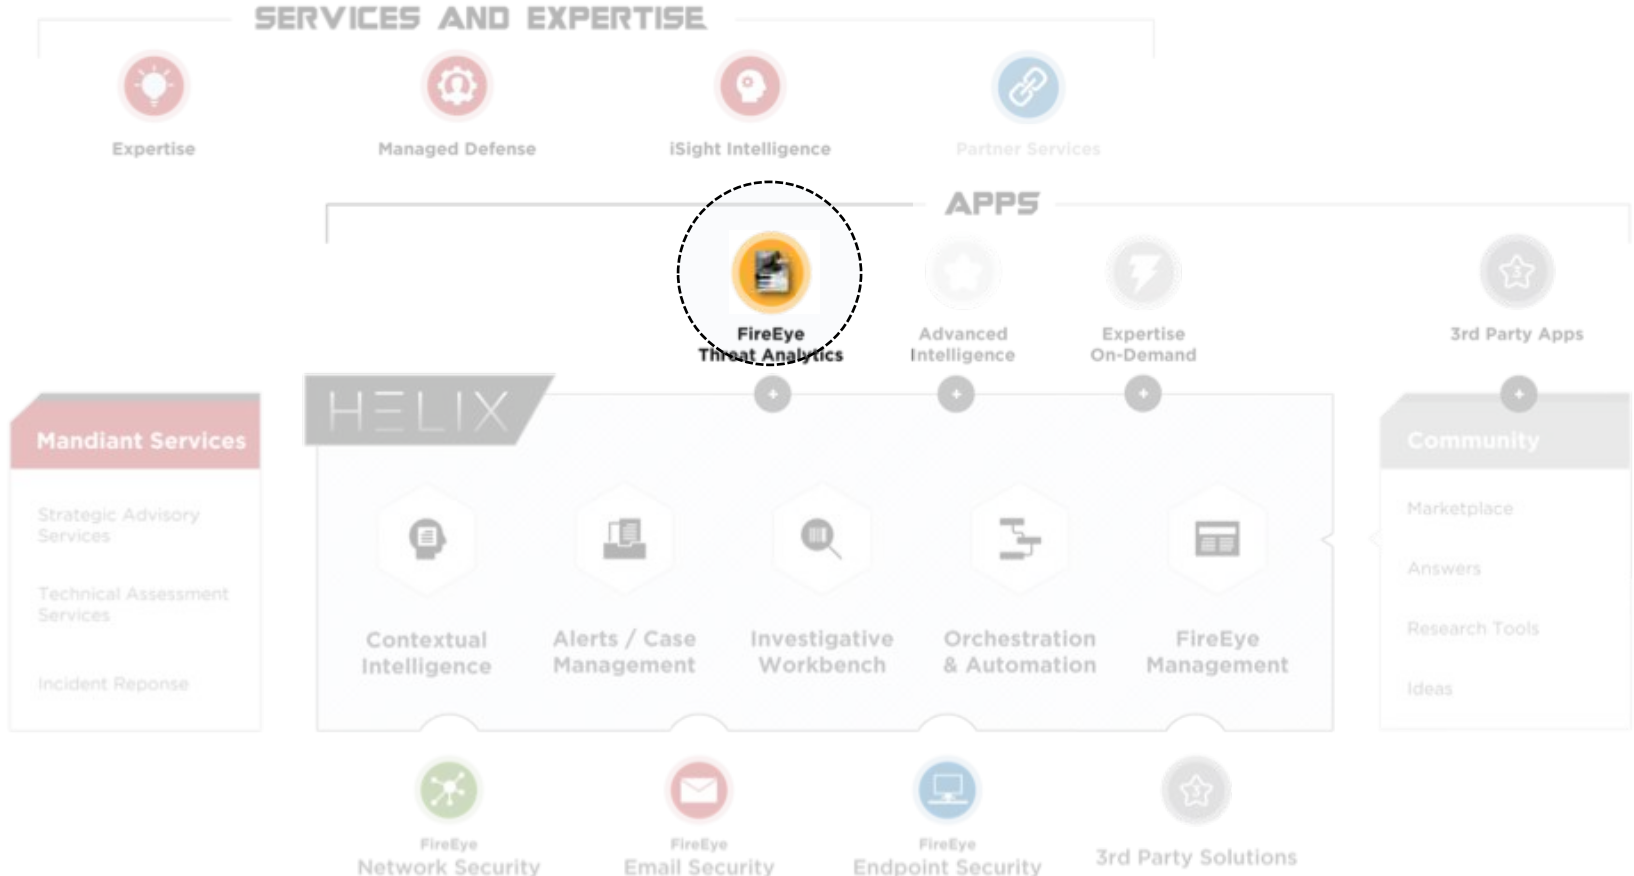 SERVICES AND EXPERTISE
Expertise
Managed Defense
iSight Intelligence
Partner Services
APPS
FireEye
Threat Analytics
Advanced
Intelligence
Expertise
On-Demand
3rd Party Apps
HELIX
Mandiant Services
Strategic Advisory
Services
Technical Assessment
Services
Incident Reponse
Contextual
Intelligence
Alerts / Case
Management
Investigative
Workbench
Orchestration
& Automation
FireEye
Management
Community
Marketplace
Answers
Research Tools
Ideas
FireEye
Network Security
FireEye
Email Security
FireEye
Endpoint Security
3rd Party Solutions